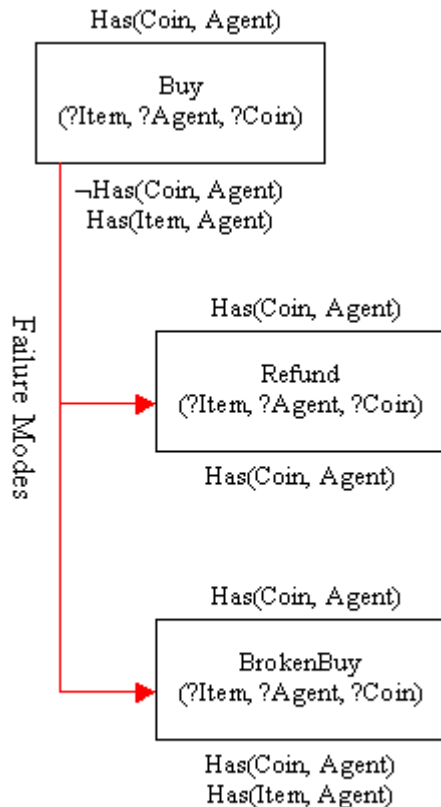 Has(Coin, Agent)
Buy
(?Item, ?Agent, ?Coin)
¬Has(Coin, Agent)
Has(Item, Agent)
Failure Modes
Has(Coin, Agent)
Refund
(?Item, ?Agent, ?Coin)
Has(Coin, Agent)
Has(Coin, Agent)
BrokenBuy
(?Item, ?Agent, ?Coin)
Has(Coin, Agent)
Has(Item, Agent)